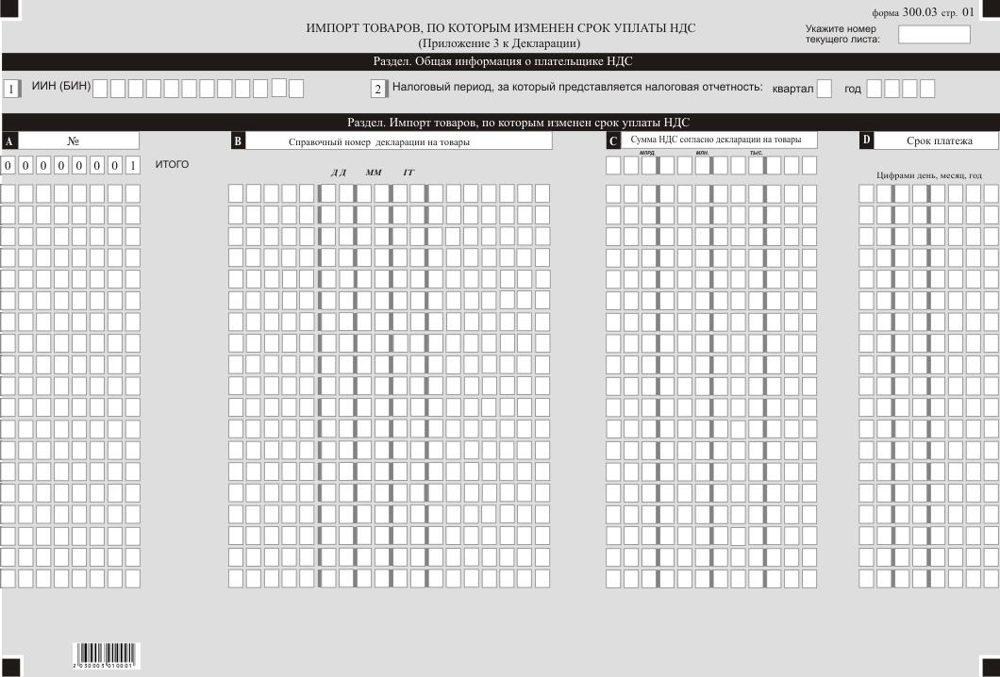 форма 300.03 стр. 01
ИМПОРТ ТОВАРОВ, ПО КОТОРЫМ ИЗМЕНЕН СРОК УПЛАТЫ НДС
(Приложение 3 к Декларации)
Укажите номер
текущего листа:
Раздел. Общая информация о плательщике НДС
1 ИИН (БИН) 2 Налоговый период, за который представляется налоговая отчетность: квартал год
Раздел. Импорт товаров, по которым изменен срок уплаты НДС
A № B Справочный номер декларации на товары C Сумма НДС согласно декларации на товары D Срок платежа
млрд. млн. тыс.
0 0 0 0 0 0 0 1 ИТОГО
ДД ММ ГГ Цифрами день, месяц, год
2 030003 010001